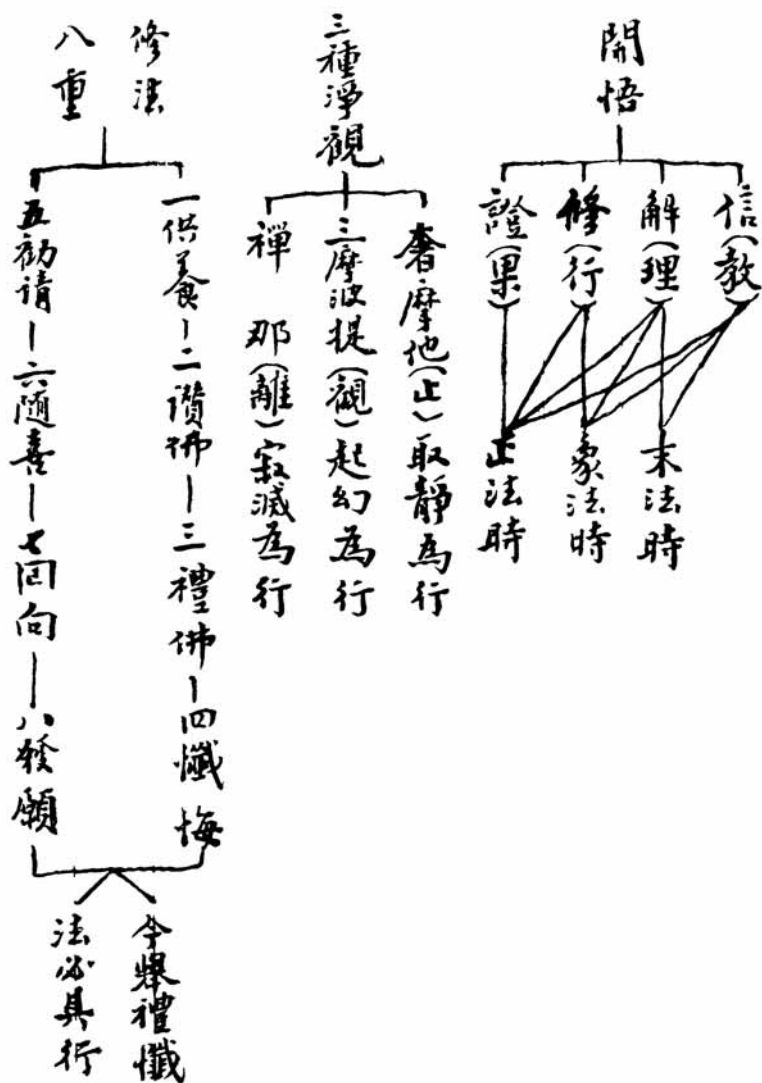 開悟
信(教)
解(理)
修(行)
證(果)
末法時
象法時
正法時
三種淨觀
奢摩他(止)取靜為行
三摩波提(觀)起幻為行
禪那(離)寂滅為行
修法
八重
一供養－二讚佛－三禮佛－四懺悔
五勸請－六隨喜－七囘向－八發願
今舉禮懺
法必具行